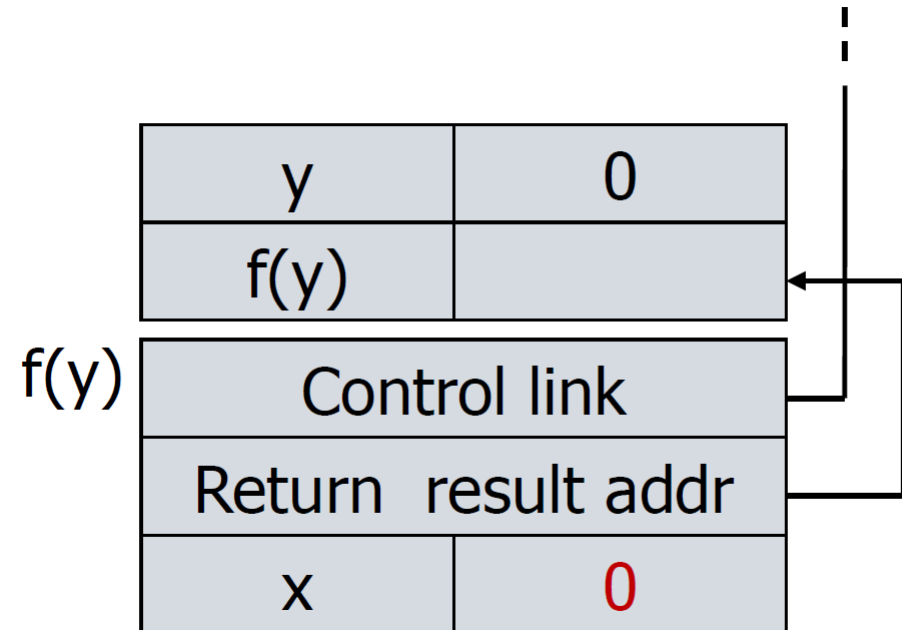 y 0
f(y)
f(y) Control link
Return result addr
x 0